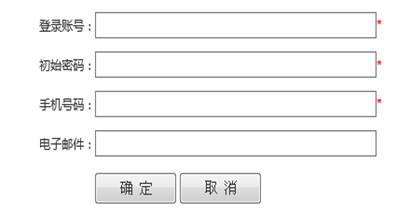 登录账号：*
初始密码：*
手机号码：*
电子邮件：
确 定 取 消